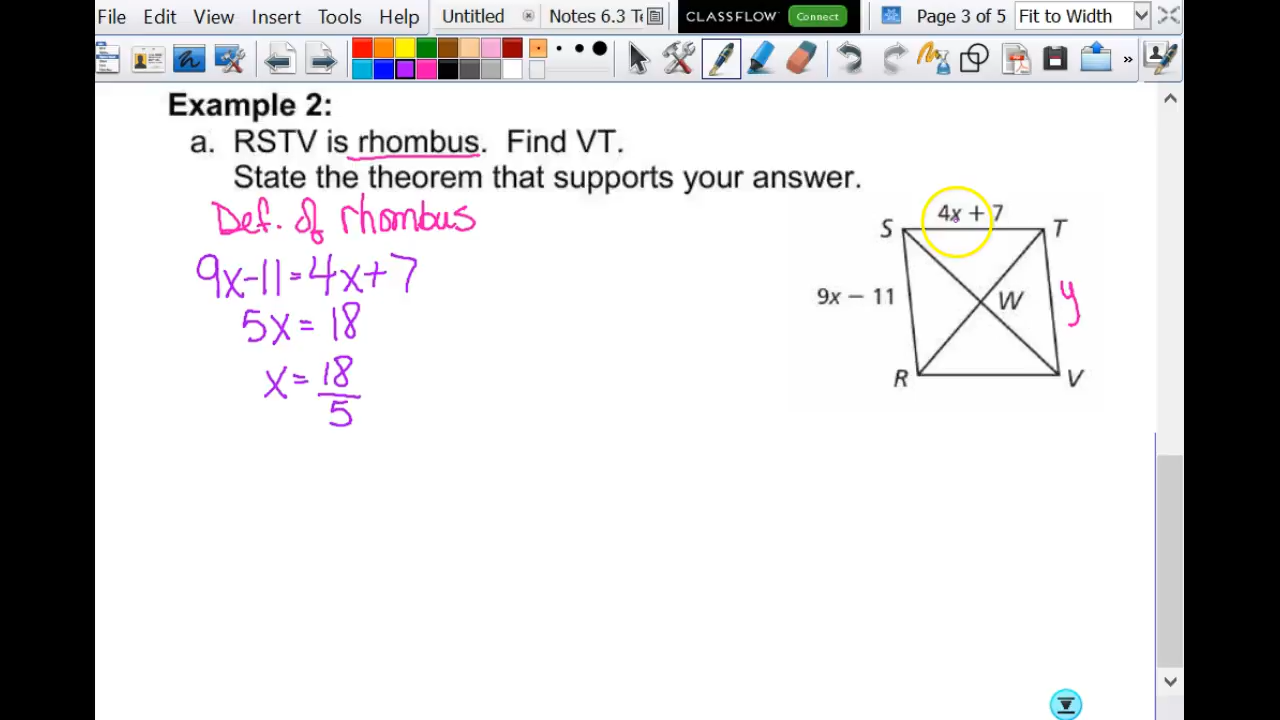 File Edit View Insert Tools Help Untitled Notes 6.3 CLASSFLOW Connect Page 3 of 5 Fit to Width
»
Example 2:
a. RSTV is rhombus. Find VT.
State the theorem that supports your answer.
Def. of rhombus
9x-11=4x+7
5x = 18
x = 18/5
4x + 7
S T
9x − 11 W y
R V